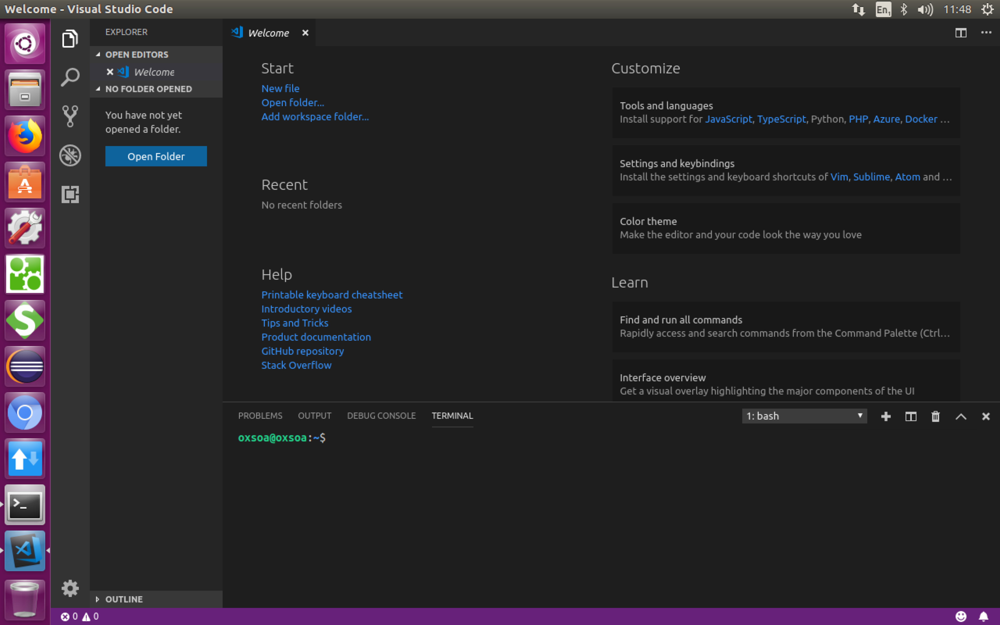 Welcome - Visual Studio Code
En1
11:48
EXPLORER
OPEN EDITORS
Welcome
NO FOLDER OPENED
You have not yet
opened a folder.
Open Folder
OUTLINE
Welcome
Start
New file
Open folder...
Add workspace folder...
Recent
No recent folders
Help
Printable keyboard cheatsheet
Introductory videos
Tips and Tricks
Product documentation
GitHub repository
Stack Overflow
Customize
Tools and languages
Install support for JavaScript, TypeScript, Python, PHP, Azure, Docker ...
Settings and keybindings
Install the settings and keyboard shortcuts of Vim, Sublime, Atom and ...
Color theme
Make the editor and your code look the way you love
Learn
Find and run all commands
Rapidly access and search commands from the Command Palette (Ctrl...
Interface overview
Get a visual overlay highlighting the major components of the UI
PROBLEMS OUTPUT DEBUG CONSOLE TERMINAL
1: bash
oxsoa@oxsoa:~$
0 0